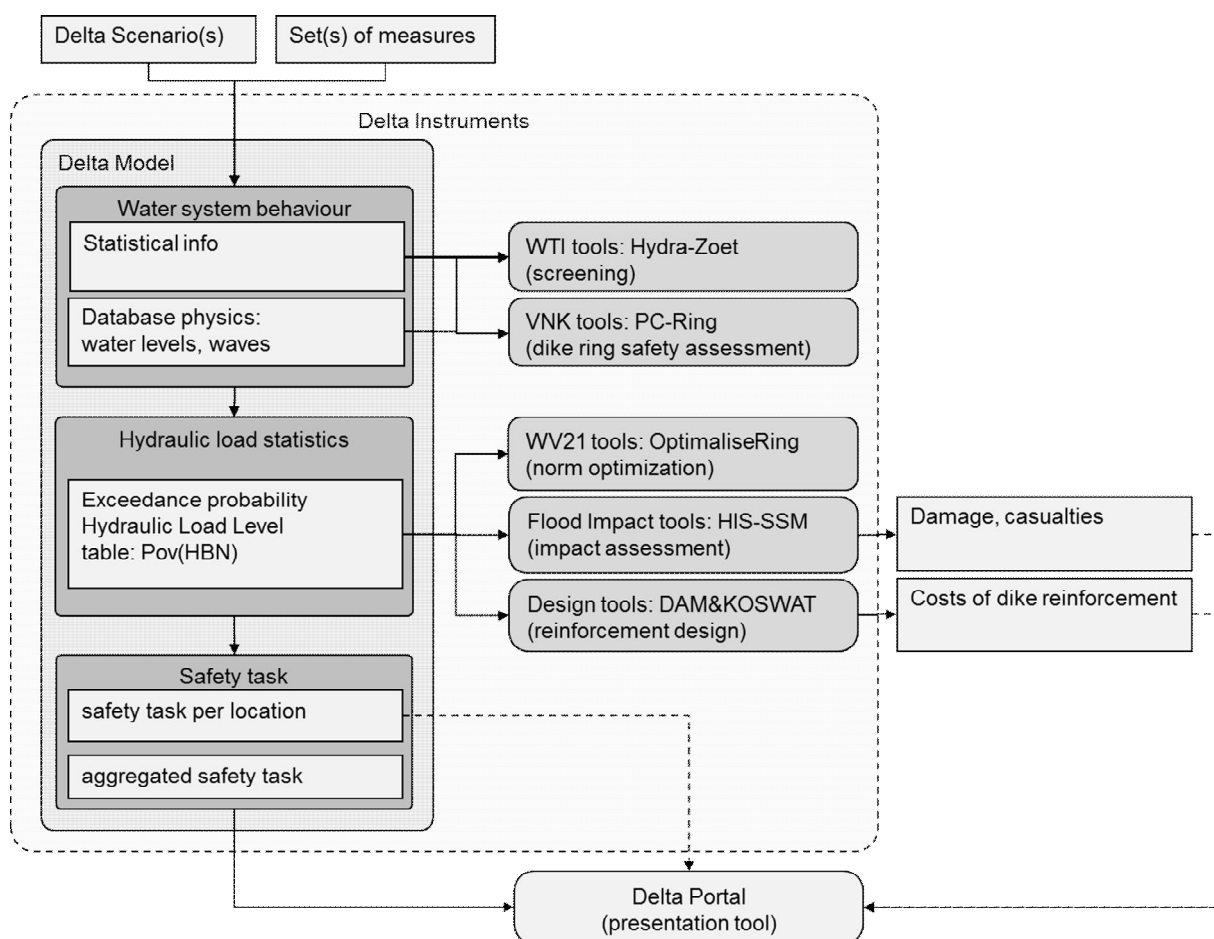 Delta Scenario(s)
Set(s) of measures
Delta Instruments
Delta Model
Water system behaviour
Statistical info
Database physics:
water levels, waves
WTI tools: Hydra-Zoet
(screening)
VNK tools: PC-Ring
(dike ring safety assessment)
Hydraulic load statistics
Exceedance probability
Hydraulic Load Level
table: Pov(HBN)
WV21 tools: OptimaliseRing
(norm optimization)
Flood Impact tools: HIS-SSM
(impact assessment)
Design tools: DAM&KOSWAT
(reinforcement design)
Damage, casualties
Costs of dike reinforcement
Safety task
safety task per location
aggregated safety task
Delta Portal
(presentation tool)